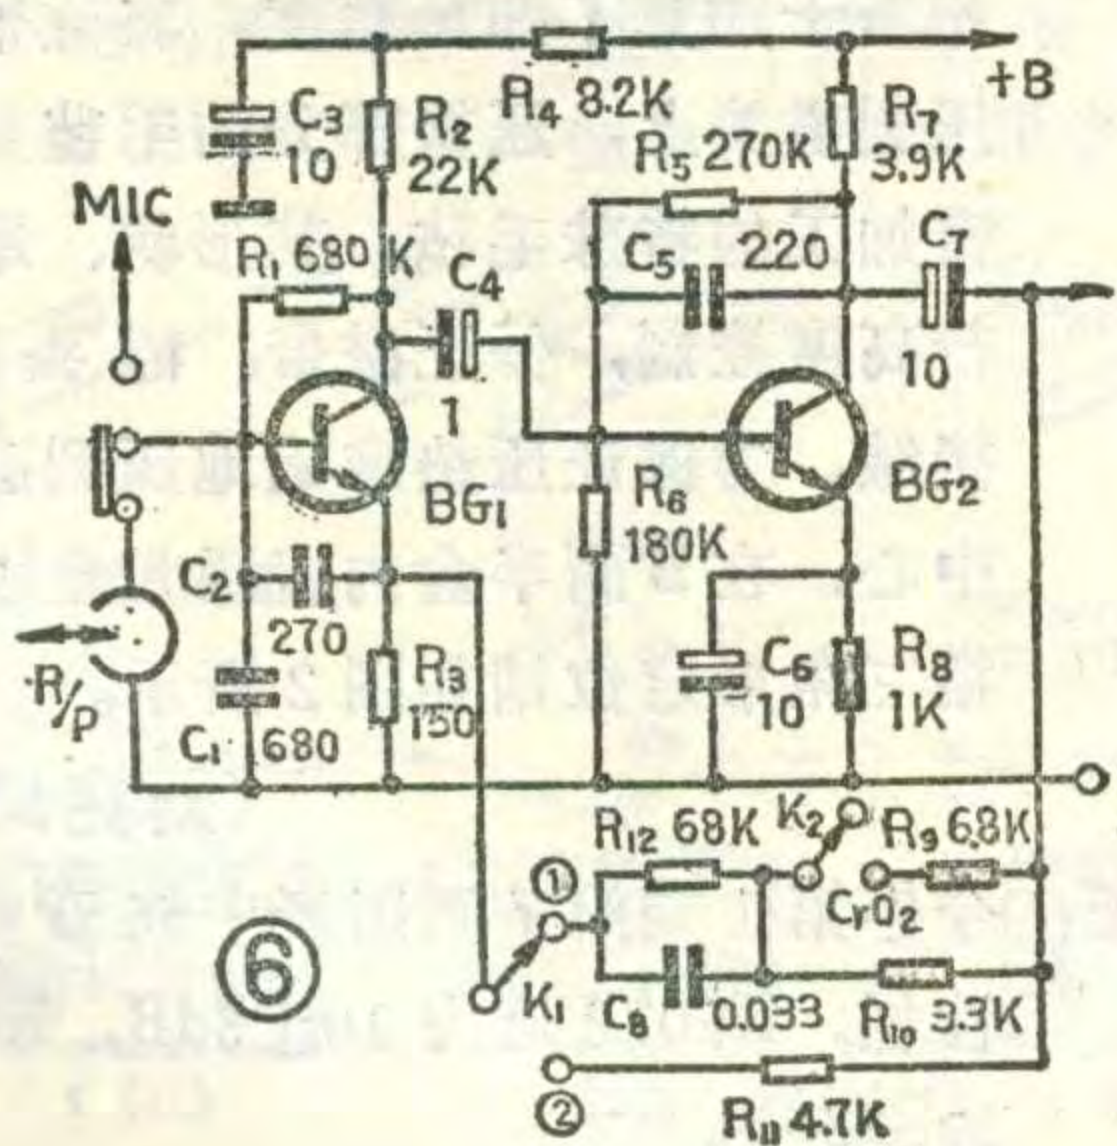 R₄ 8.2K
+B
C₃
10
R₂
22K
R₇
3.9K
R₅ 270K
MIC
R₁ 680 K
C₄
1
C₅ 220
C₇
10
BG₁
BG₂
R₆
180K
C₂
270
R/P
C₁ 680
R₃
150
C₆
10
R₈
1K
R₁₂ 68K
K₂
R₉ 6.8K
①
CrO₂
K₁
C₈ 0.033
R₁₀ 3.3K
②
R₁₁ 4.7K
⑥